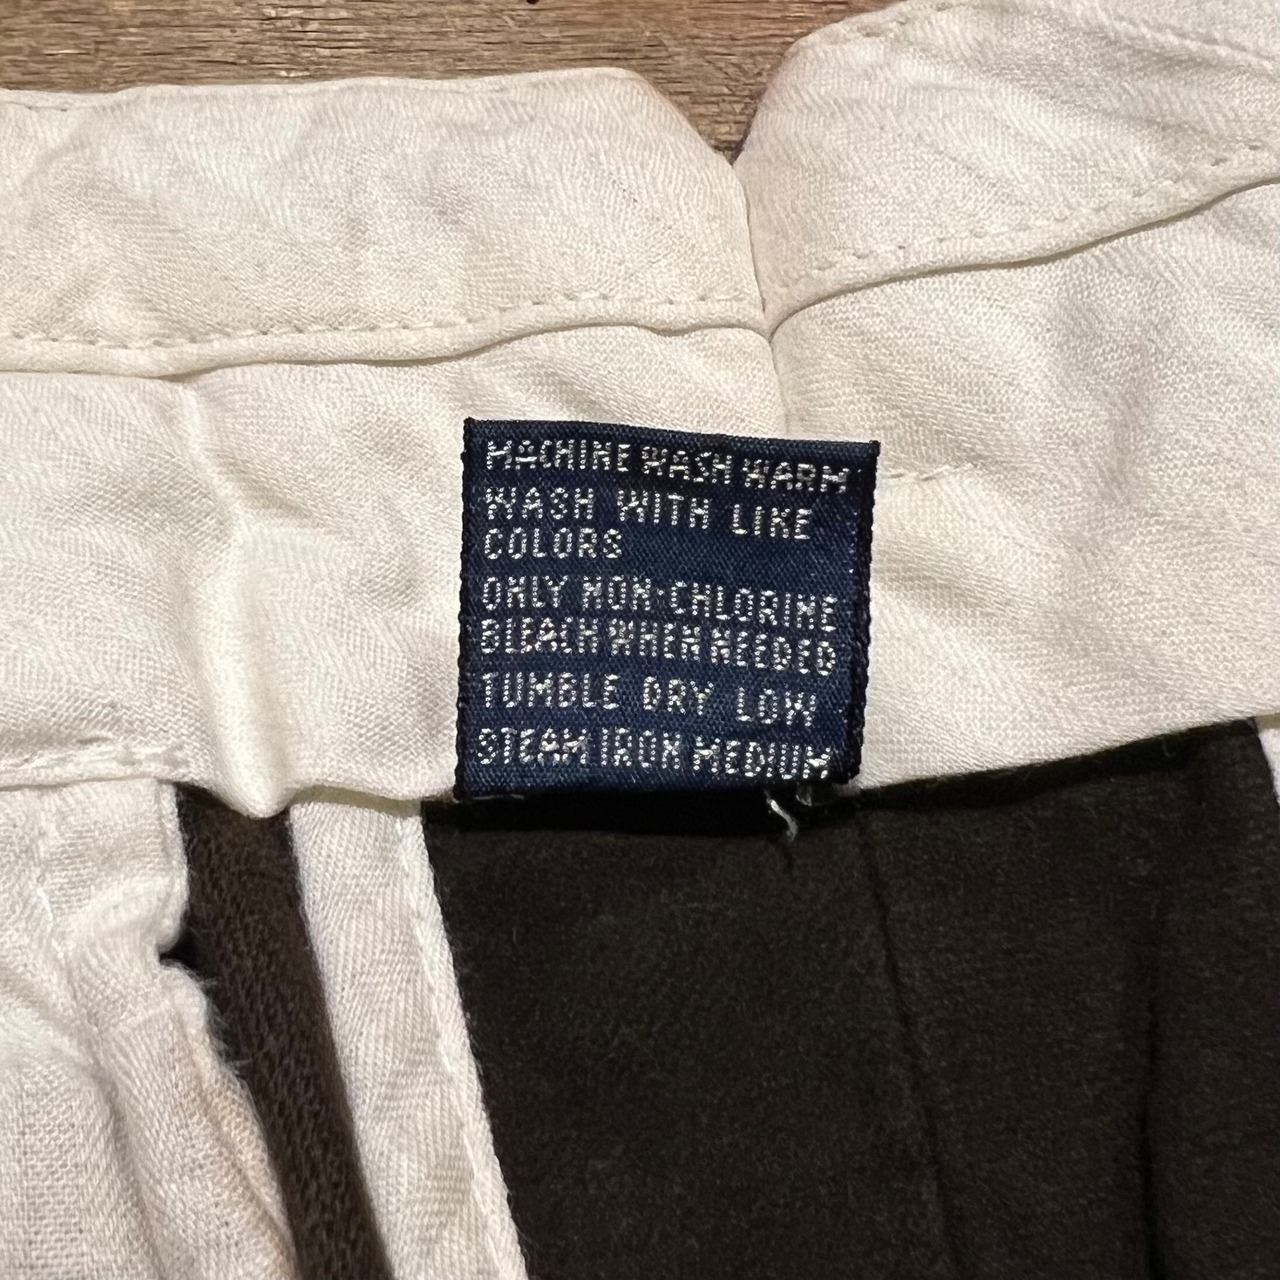 MACHINE WASH WARM
WASH WITH LIKE
COLORS
ONLY NON-CHLORINE
BLEACH WHEN NEEDED
TUMBLE DRY LOW
STEAM IRON MEDIUM